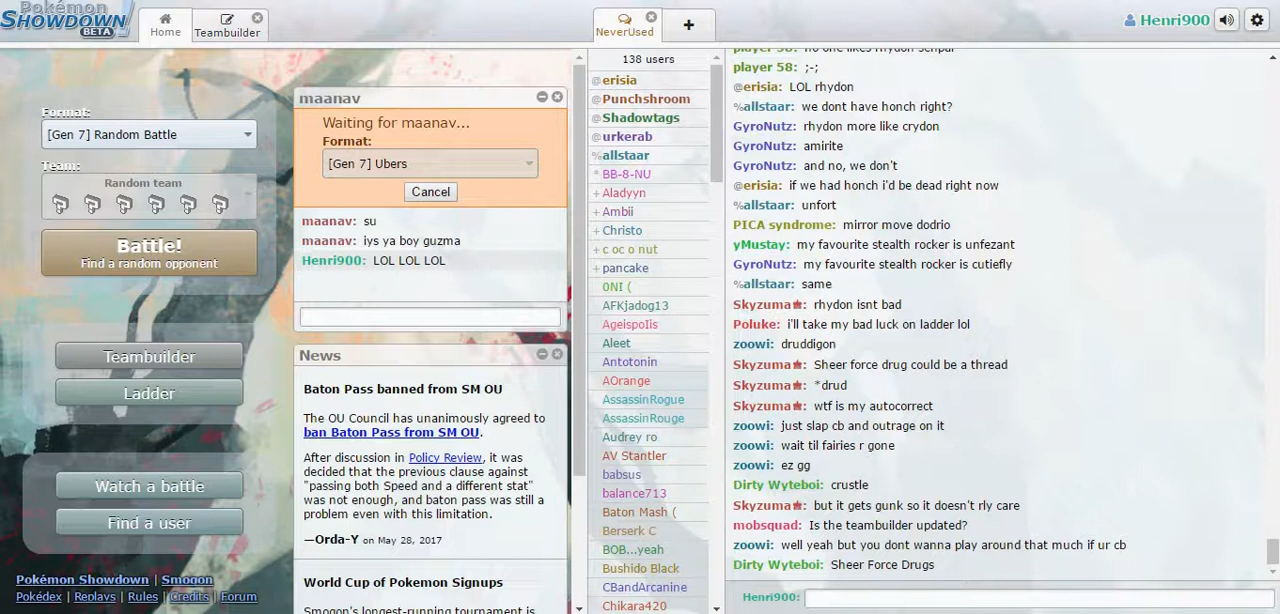 Pokémon
SHOWDOWN
BETA
Home
Teambuilder
NeverUsed
+
Henri900
Format:
[Gen 7] Random Battle
Team:
Random team
Battle!
Find a random opponent
Teambuilder
Ladder
Watch a battle
Find a user
Pokémon Showdown | Smogon
Pokédex | Replays | Rules | Credits | Forum
maanav
Waiting for maanav...
Format:
[Gen 7] Ubers
Cancel
maanav: su
maanav: iys ya boy guzma
Henri900: LOL LOL LOL
News
Baton Pass banned from SM OU
The OU Council has unanimously agreed to
ban Baton Pass from SM OU.
After discussion in Policy Review, it was
decided that the previous clause against
"passing both Speed and a different stat"
was not enough, and baton pass was still a
problem even with this limitation.
—Orda-Y on May 28, 2017
World Cup of Pokemon Signups
Smogon's longest-running tournament is
138 users
@erisia
@Punchshroom
@Shadowtags
@urkerab
%allstaar
* BB-8-NU
+ Aladyyn
+ Ambii
+ Christo
+ c oc o nut
+ pancake
0NI (
AFKjadog13
AgeispoIis
Aleet
Antotonin
AOrange
AssassinRogue
AssassinRouge
Audrey ro
AV Stantler
babsus
balance713
Baton Mash (
Berserk C
BOB...yeah
Bushido Black
CBandArcanine
Chikara420
player 58: no one likes rhydon senpai
player 58: ;-;
@erisia: LOL rhydon
%allstaar: we dont have honch right?
GyroNutz: rhydon more like crydon
GyroNutz: amirite
GyroNutz: and no, we don't
@erisia: if we had honch i'd be dead right now
%allstaar: unfort
PICA syndrome: mirror move dodrio
yMustay: my favourite stealth rocker is unfezant
GyroNutz: my favourite stealth rocker is cutiefly
%allstaar: same
Skyzuma: rhydon isnt bad
Poluke: i'll take my bad luck on ladder lol
zoowi: druddigon
Skyzuma: Sheer force drug could be a thread
Skyzuma: *drud
Skyzuma: wtf is my autocorrect
zoowi: just slap cb and outrage on it
zoowi: wait til fairies r gone
zoowi: ez gg
Dirty Wyteboi: crustle
Skyzuma: but it gets gunk so it doesn't rly care
mobsquad: Is the teambuilder updated?
zoowi: well yeah but you dont wanna play around that much if ur cb
Dirty Wyteboi: Sheer Force Drugs
Henri900: